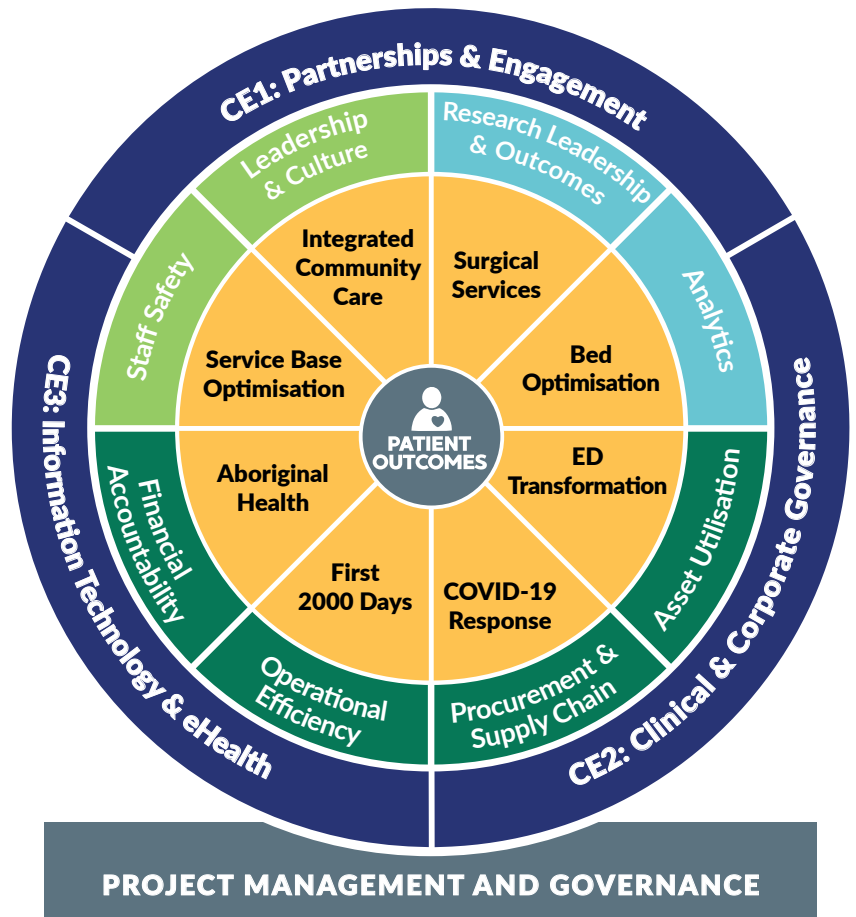 CE1: Partnerships & Engagement
Leadership
& Culture
Research Leadership
& Outcomes
Staff Safety
Analytics
Integrated
Community
Care
Surgical
Services
Service Base
Optimisation
Bed
Optimisation
PATIENT
OUTCOMES
Aboriginal
Health
ED
Transformation
First
2000 Days
COVID-19
Response
Financial
Accountability
Asset Utilisation
Operational
Efficiency
Procurement &
Supply Chain
CE3: Information Technology & eHealth
CE2: Clinical & Corporate Governance
PROJECT MANAGEMENT AND GOVERNANCE